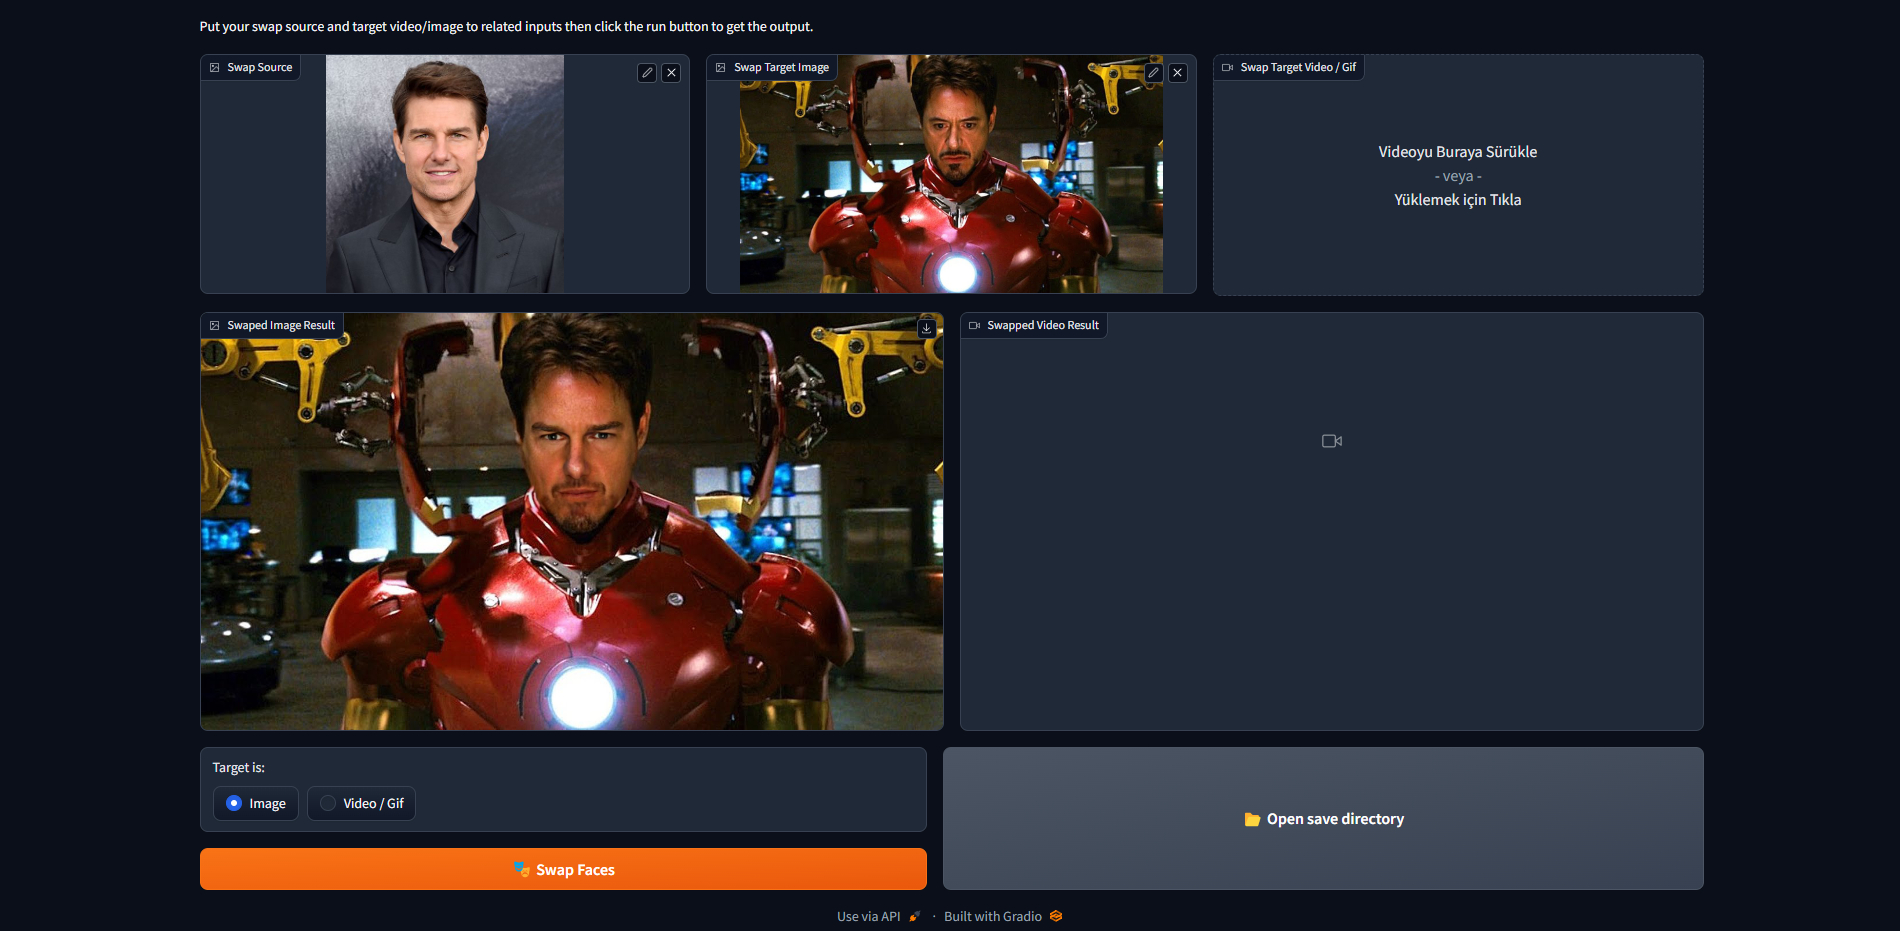 Put your swap source and target video/image to related inputs then click the run button to get the output.
Swap Source
Swap Target Image
Swap Target Video / Gif
Videoyu Buraya Sürükle
- veya -
Yüklemek için Tıkla
Swaped Image Result
Swapped Video Result
Target is:
Image
Video / Gif
Open save directory
Swap Faces
Use via API · Built with Gradio